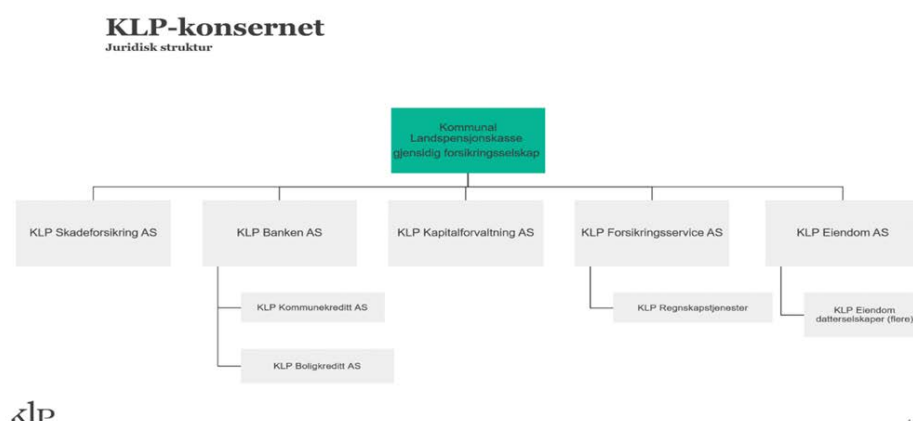 KLP-konsernet
Juridisk struktur
Kommunal
Landspensjonskasse
gjensidig forsikringsselskap
KLP Skadeforsikring AS
KLP Banken AS
KLP Kapitalforvaltning AS
KLP Forsikringsservice AS
KLP Eiendom AS
KLP Kommunekreditt AS
KLP Regnskapstjenester
KLP Eiendom
datterselskaper (flere)
KLP Boligkreditt AS
klp